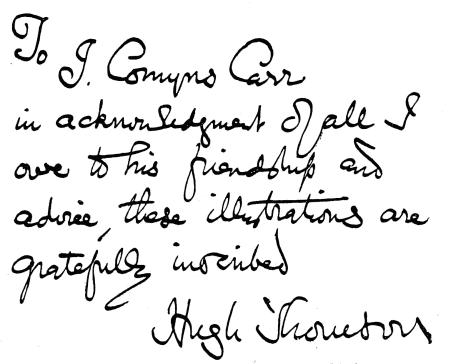 To
J. Comyns Carr
in acknowledgment of all I
owe to his friendship and
advice, these illustrations are
gratefully inscribed
Hugh Thomson